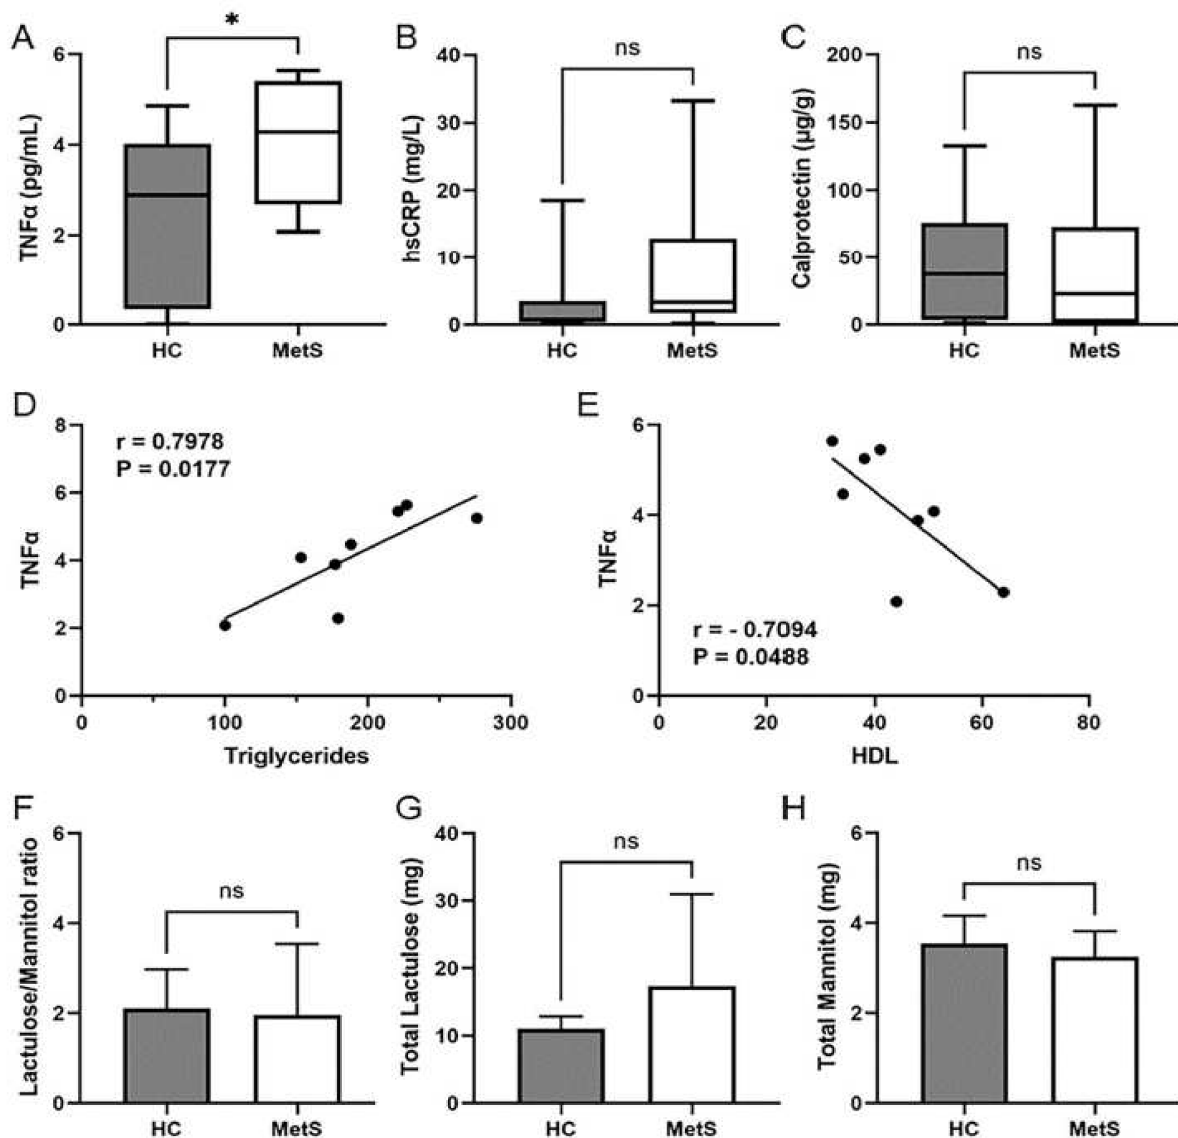 A
*
TNFα (pg/mL)
6
4
2
0
HC
MetS
B
ns
hsCRP (mg/L)
40
30
20
10
0
HC
MetS
C
ns
Calprotectin (µg/g)
200
150
100
50
0
HC
MetS
D
r = 0.7978
P = 0.0177
TNFα
8
6
4
2
0
0
100
200
300
Triglycerides
E
TNFα
6
4
2
0
r = - 0.7094
P = 0.0488
0
20
40
60
80
HDL
F
ns
Lactulose/Mannitol ratio
6
4
2
0
HC
MetS
G
ns
Total Lactulose (mg)
40
30
20
10
0
HC
MetS
H
ns
Total Mannitol (mg)
6
4
2
0
HC
MetS